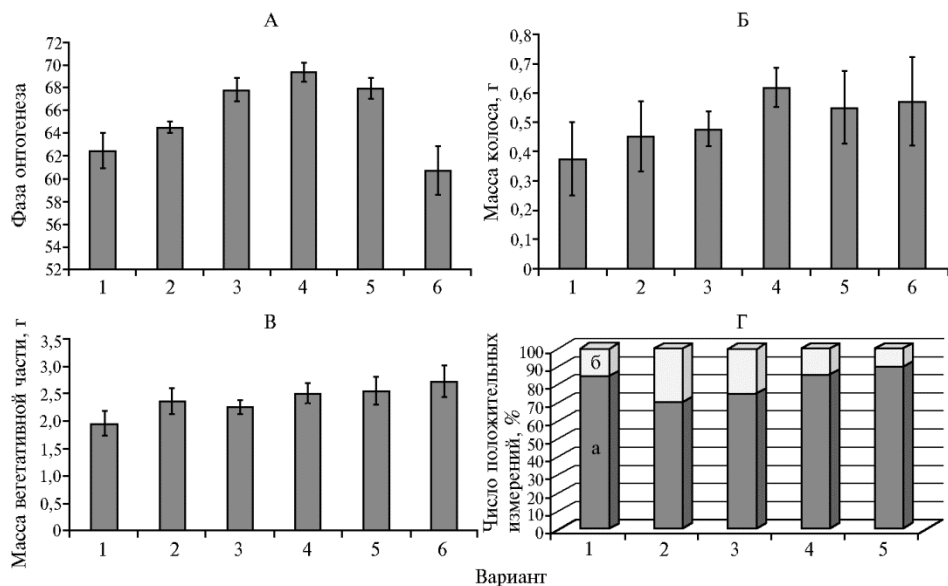 А
Фаза онтогенеза
72
70
68
66
64
62
60
58
56
54
52
1 2 3 4 5 6
Б
Масса колоса, г
0,8
0,7
0,6
0,5
0,4
0,3
0,2
0,1
0
1 2 3 4 5 6
В
Масса вегетативной части, г
3,5
3,0
2,5
2,0
1,5
1,0
0,5
0
1 2 3 4 5 6
Г
Число положительных
измерений, %
100
90
80
70
60
50
40
30
20
10
0
б
а
1 2 3 4 5
Вариант